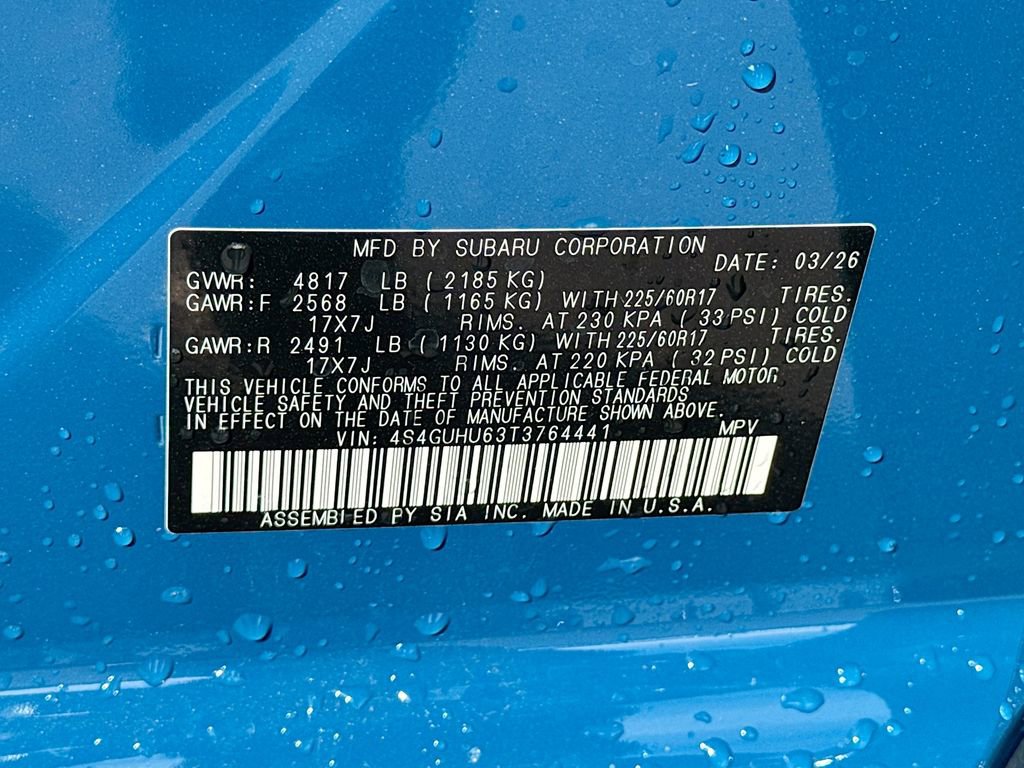 MFD BY SUBARU CORPORATION
DATE: 03/26
GVWR: 4817 LB (2185 KG)
GAWR:F 2568 LB (1165 KG) WITH 225/60R17 TIRES.
17X7J RIMS. AT 230 KPA (33 PSI) COLD
GAWR:R 2491 LB (1130 KG) WITH 225/60R17 TIRES.
17X7J RIMS. AT 220 KPA (32 PSI) COLD
THIS VEHICLE CONFORMS TO ALL APPLICABLE FEDERAL MOTOR
VEHICLE SAFETY AND THEFT PREVENTION STANDARDS
IN EFFECT ON THE DATE OF MANUFACTURE SHOWN ABOVE.
VIN: 4S4GUHU63T3764441 MPV
ASSEMBLED BY SIA INC. MADE IN U.S.A.